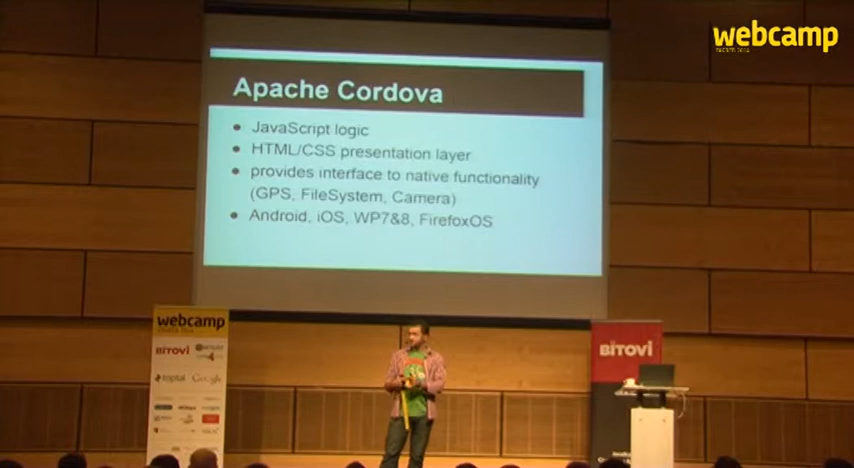 webcamp
Apache Cordova
JavaScript logic
HTML/CSS presentation layer
provides interface to native functionality
(GPS, FileSystem, Camera)
Android, iOS, WP7&8, FirefoxOS
webcamp
BITOVI
toptal
Google
BITOVI